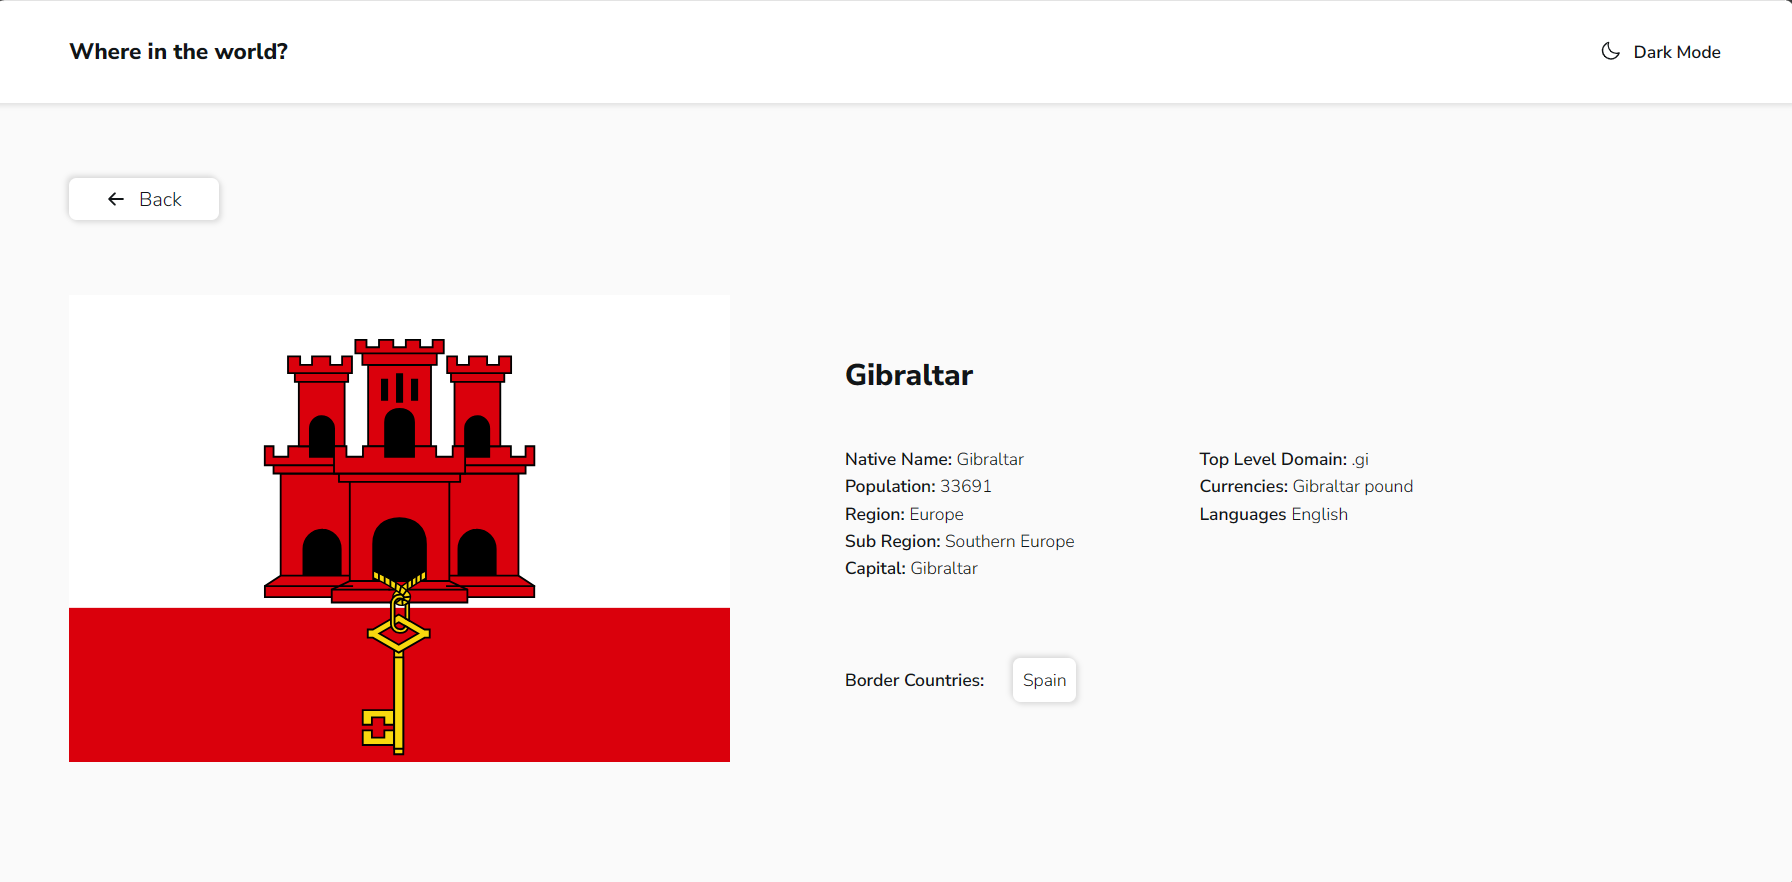 Where in the world?
Dark Mode
Back
Gibraltar
Native Name: Gibraltar
Population: 33691
Region: Europe
Sub Region: Southern Europe
Capital: Gibraltar
Top Level Domain: .gi
Currencies: Gibraltar pound
Languages English
Border Countries:
Spain